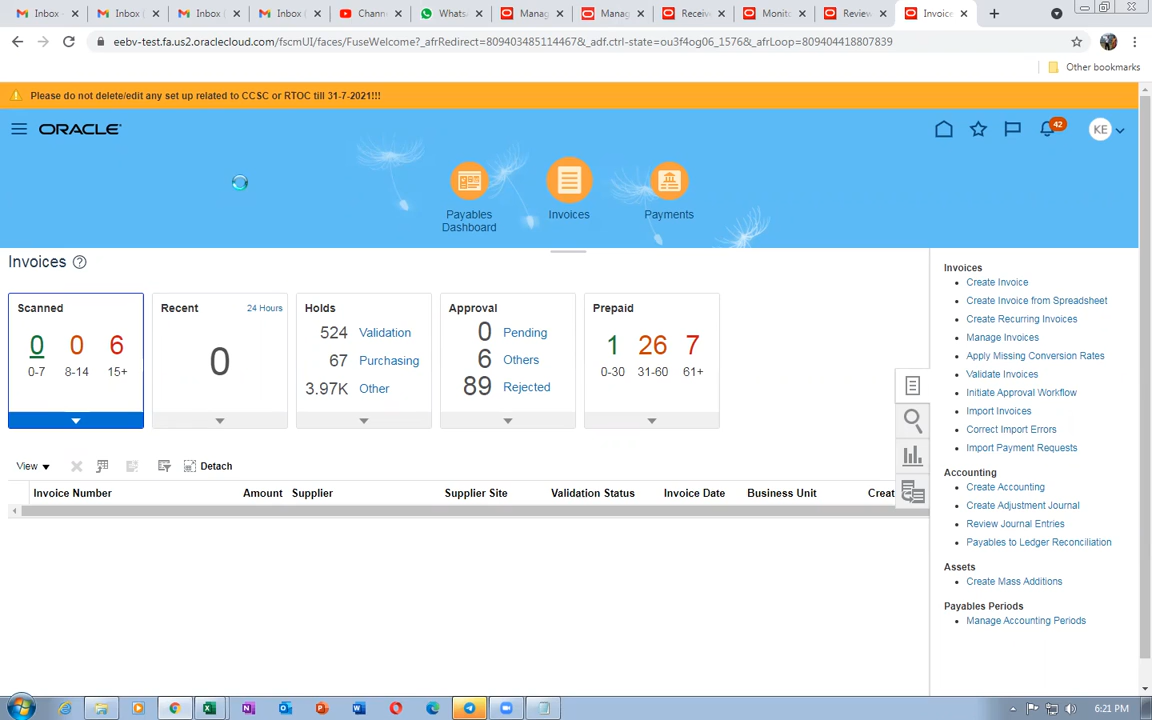 Inbox - Inbox ( Inbox ( Inbox ( Chann Whats Manag Manag Receiv Monito Review Invoice
eebv-test.fa.us2.oraclecloud.com/fscmUI/faces/FuseWelcome?_afrRedirect=8094034851144676&_adf.ctrl-state=ou3f4og06_1576&_afrLoop=809404418807839
Other bookmarks
Please do not delete/edit any set up related to CCSC or RTOC till 31-7-2021!!!
ORACLE
42
KE
Payables Dashboard
Invoices
Payments
Invoices
Scanned
0 0 6
0-7 8-14 15+
Recent 24 Hours
0
Holds
524 Validation
67 Purchasing
3.97K Other
Approval
0 Pending
6 Others
89 Rejected
Prepaid
1 26 7
0-30 31-60 61+
View Detach
Invoice Number Amount Supplier Supplier Site Validation Status Invoice Date Business Unit Creat
Invoices
Create Invoice
Create Invoice from Spreadsheet
Create Recurring Invoices
Manage Invoices
Apply Missing Conversion Rates
Validate Invoices
Initiate Approval Workflow
Import Invoices
Correct Import Errors
Import Payment Requests
Accounting
Create Accounting
Create Adjustment Journal
Review Journal Entries
Payables to Ledger Reconciliation
Assets
Create Mass Additions
Payables Periods
Manage Accounting Periods
6:21 PM